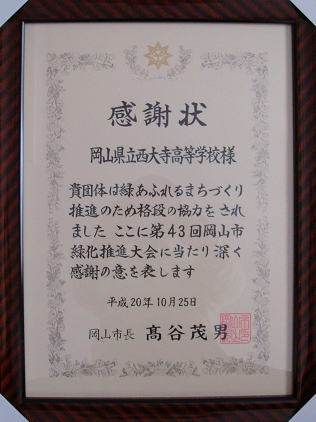 感謝状
岡山県立西大寺高等学校様
貴団体は緑あふれるまちづくり
推進のため格段の協力をされ
ました ここに第43回岡山市
緑化推進大会に当たり深く
感謝の意を表します
平成20年10月25日
岡山市長 髙谷茂男